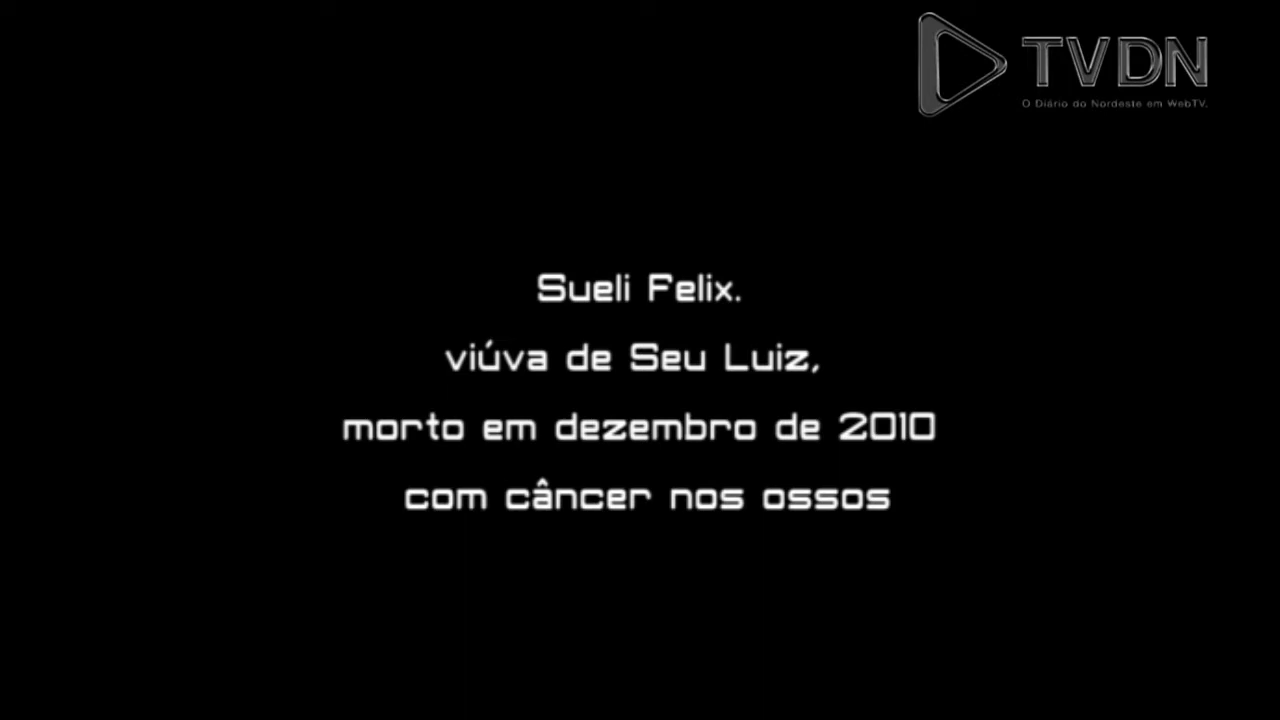 TVDN
O Diário do Nordeste em WebTV.
Sueli Felix.
viúva de Seu Luiz,
morto em dezembro de 2010
com câncer nos ossos